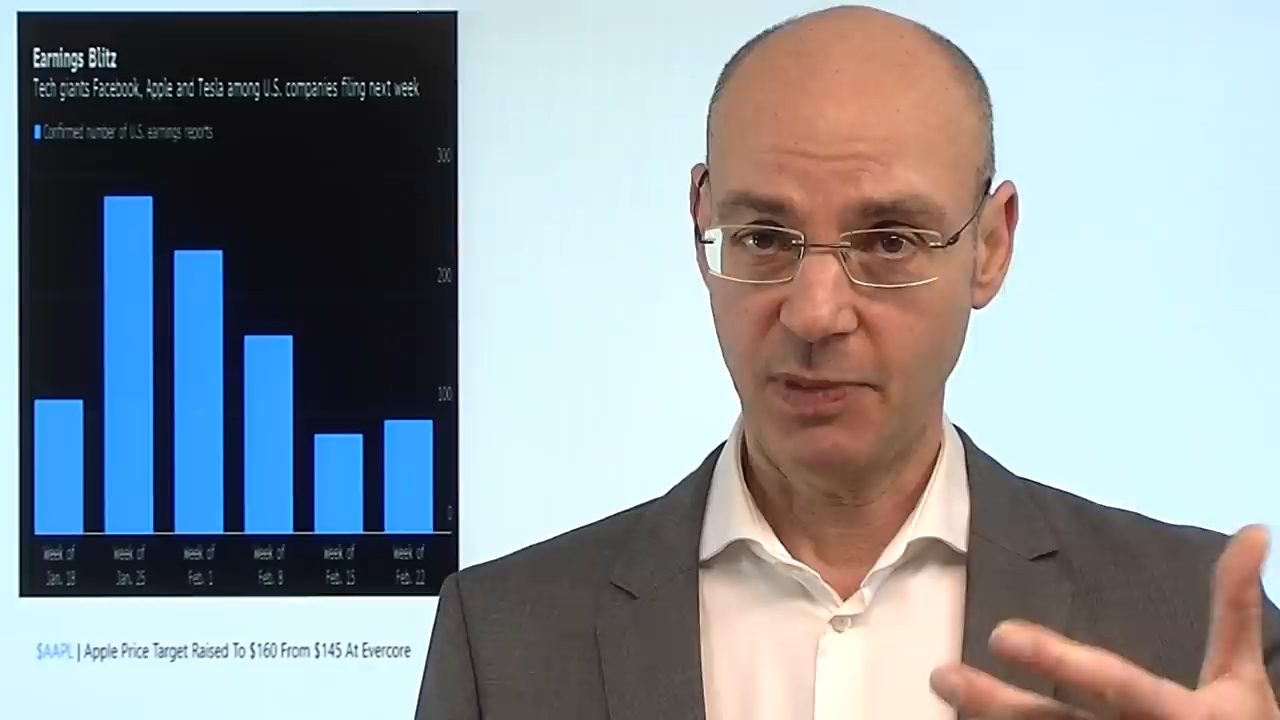 Earnings Blitz
Tech giants Facebook, Apple and Tesla among U.S. companies filing next week
Confirmed number of U.S. earnings reports
300
200
100
0
Week of Jan. 18
Week of Jan. 25
Week of Feb. 1
Week of Feb. 8
Week of Feb. 15
Week of Feb. 22
$AAPL | Apple Price Target Raised To $160 From $145 At Evercore